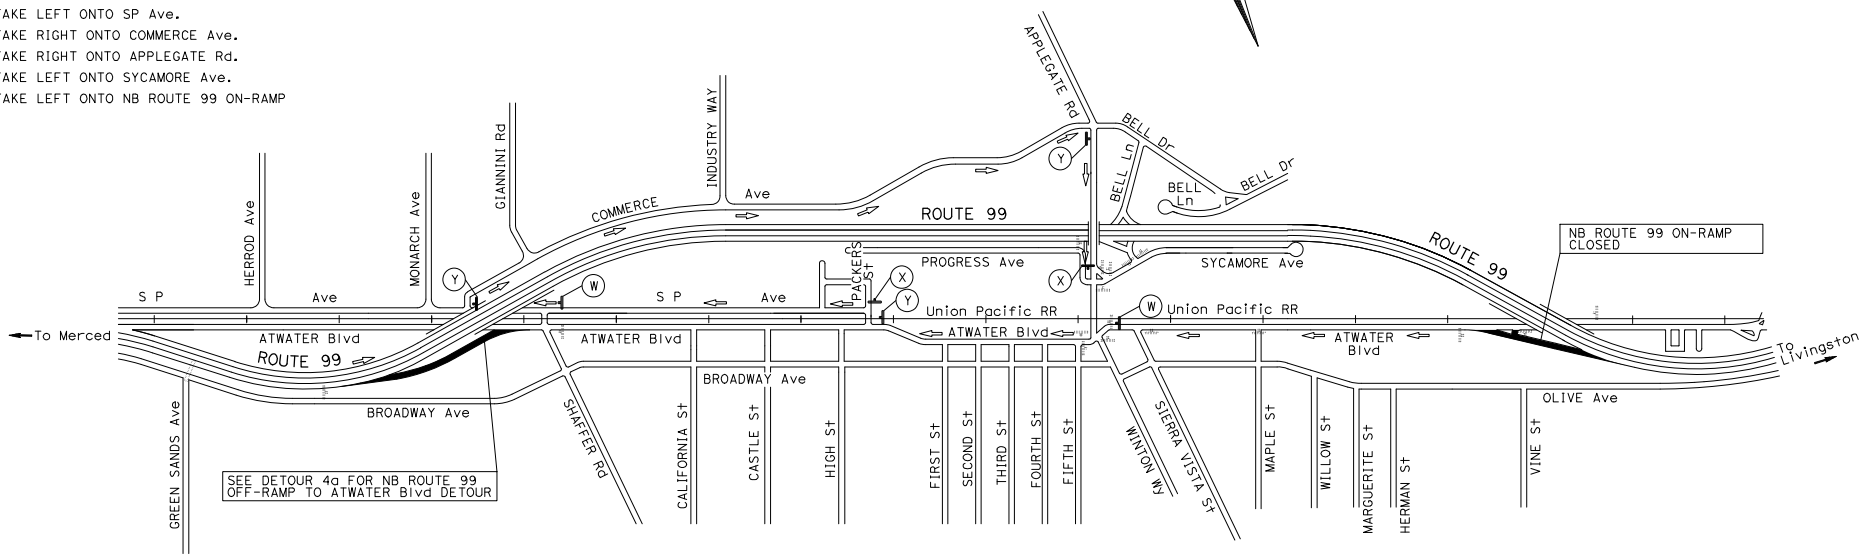 TAKE LEFT ONTO SP Ave.
TAKE RIGHT ONTO COMMERCE Ave.
TAKE RIGHT ONTO APPLEGATE Rd.
TAKE LEFT ONTO SYCAMORE Ave.
TAKE LEFT ONTO NB ROUTE 99 ON-RAMP
APPLEGATE Rd
BELL Dr
BELL Dr
BELL Ln
BELL
Ln
Y
HERROD Ave
MONARCH Ave
GIANNINI Rd
INDUSTRY WAY
COMMERCE
Ave
ROUTE 99
ROUTE 99
NB ROUTE 99 ON-RAMP
CLOSED
PROGRESS Ave
SYCAMORE Ave
PACKERS
St
X
X
Y
W
Y
W
S P
Ave
S P
Ave
Union Pacific RR
Union Pacific RR
To Merced
ATWATER Blvd
ATWATER Blvd
ATWATER Blvd
ATWATER
Blvd
To
Livingston
ROUTE 99
BROADWAY Ave
BROADWAY Ave
OLIVE Ave
GREEN SANDS Ave
SHAFFER Rd
CALIFORNIA St
CASTLE St
HIGH St
FIRST St
SECOND St
THIRD St
FOURTH St
FIFTH St
WINTON Wy
SIERRA VISTA St
MAPLE St
WILLOW St
MARGUERITE St
HERMAN St
VINE St
SEE DETOUR 4a FOR NB ROUTE 99
OFF-RAMP TO ATWATER Blvd DETOUR